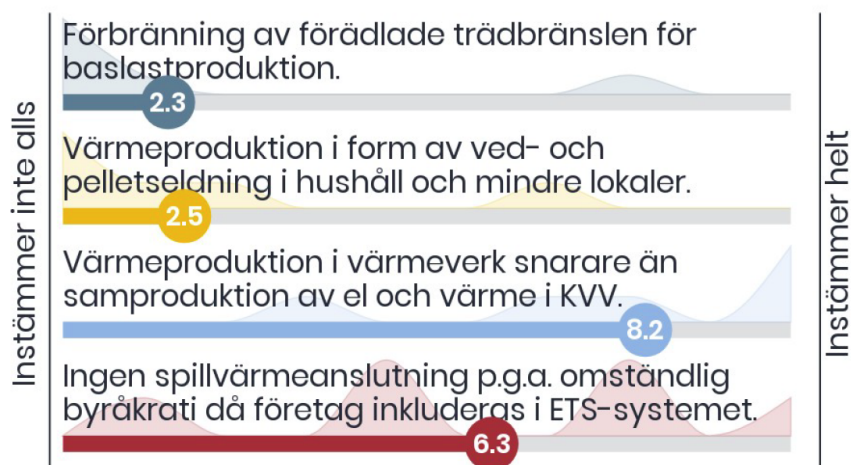 Instämmer inte alls
Förbränning av förädlade trädbränslen för
baslastproduktion.
2.3
Värmeproduktion i form av ved- och
pelletseldning i hushåll och mindre lokaler.
2.5
Värmeproduktion i värmeverk snarare än
samproduktion av el och värme i KVV.
8.2
Ingen spillvärmeanslutning p.g.a. omständlig
byråkrati då företag inkluderas i ETS-systemet.
6.3
Instämmer helt